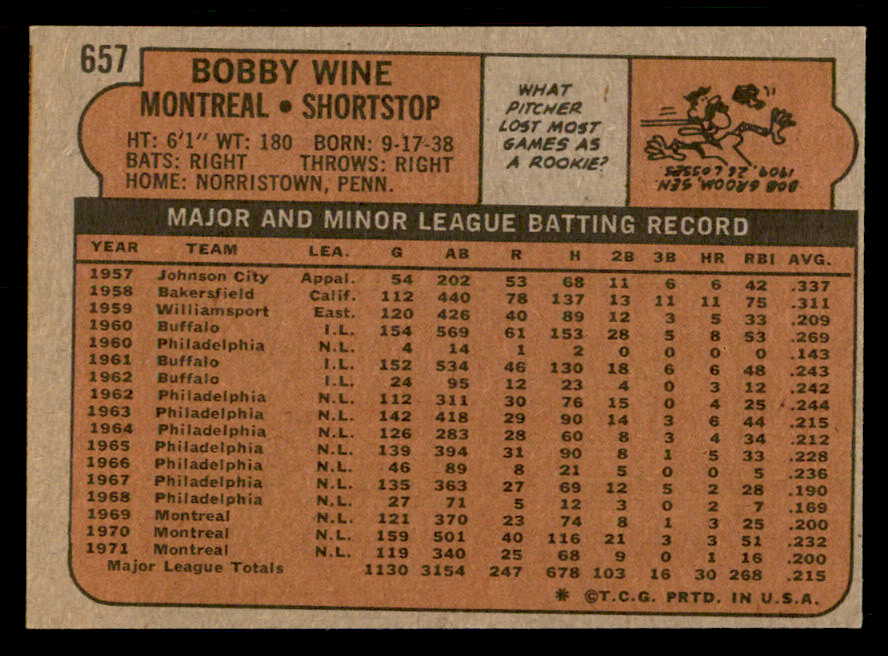 657
BOBBY WINE
MONTREAL • SHORTSTOP
HT: 6'1" WT: 180 BORN: 9-17-38
BATS: RIGHT THROWS: RIGHT
HOME: NORRISTOWN, PENN.
WHAT
PITCHER
LOST MOST
GAMES AS
A ROOKIE?
BOB GROOM, SEN.
1909, 26 LOSSES
MAJOR AND MINOR LEAGUE BATTING RECORD
YEAR TEAM LEA. G AB R H 2B 3B HR RBI AVG.
1957 Johnson City Appal. 54 202 53 68 11 6 6 42 .337
1958 Bakersfield Calif. 112 440 78 137 13 11 11 75 .311
1959 Williamsport East. 120 426 40 89 12 3 5 33 .209
1960 Buffalo I.L. 154 569 61 153 28 5 8 53 .269
1960 Philadelphia N.L. 4 14 1 2 0 0 0 0 .143
1961 Buffalo I.L. 152 534 46 130 18 6 6 48 .243
1962 Buffalo I.L. 24 95 12 23 4 0 3 12 .242
1962 Philadelphia N.L. 112 311 30 76 15 0 4 25 .244
1963 Philadelphia N.L. 142 418 29 90 14 3 6 44 .215
1964 Philadelphia N.L. 126 283 28 60 8 3 4 34 .212
1965 Philadelphia N.L. 139 394 31 90 8 1 5 33 .228
1966 Philadelphia N.L. 46 89 8 21 5 0 0 5 .236
1967 Philadelphia N.L. 135 363 27 69 12 5 2 28 .190
1968 Philadelphia N.L. 27 71 5 12 3 0 2 7 .169
1969 Montreal N.L. 121 370 23 74 8 1 3 25 .200
1970 Montreal N.L. 159 501 40 116 21 3 3 51 .232
1971 Montreal N.L. 119 340 25 68 9 0 1 16 .200
Major League Totals 1130 3154 247 678 103 16 30 268 .215
* ©T.C.G. PRTD. IN U.S.A.